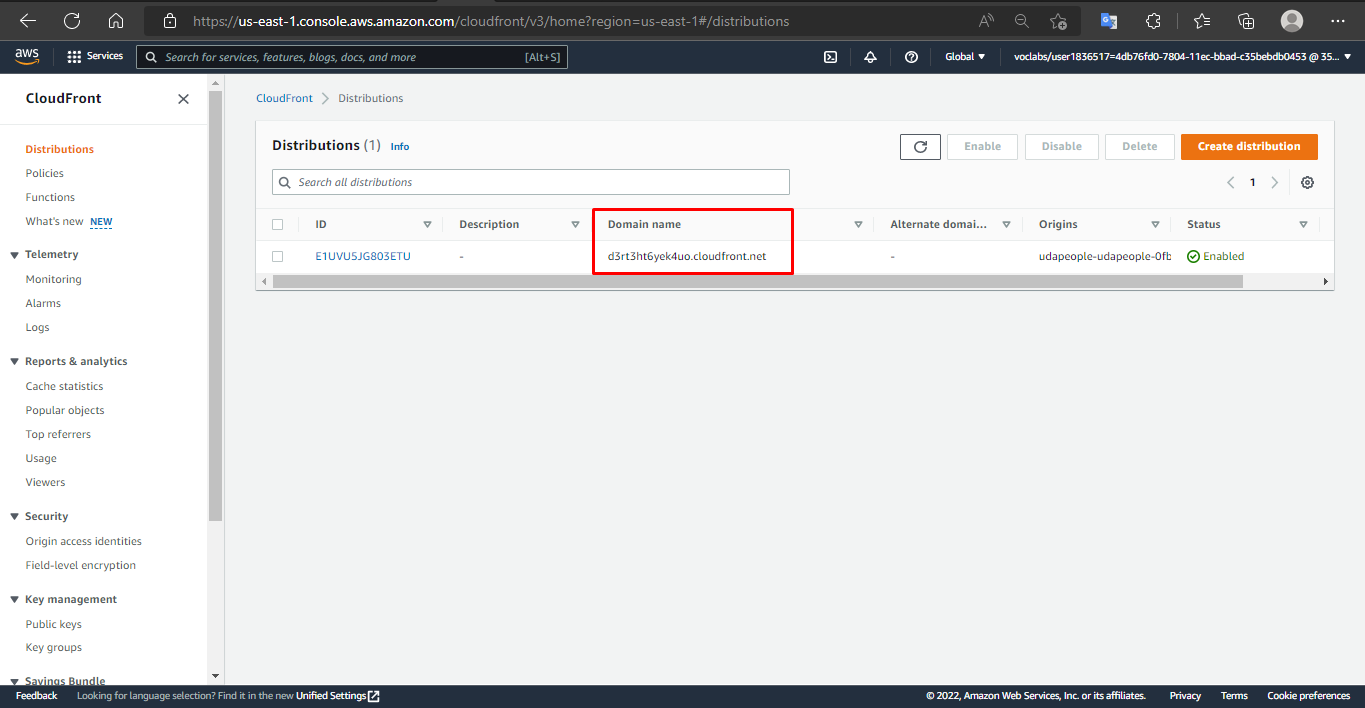 https://us-east-1.console.aws.amazon.com/cloudfront/v3/home?region=us-east-1#/distributions
aws Services Search for services, features, blogs, docs, and more [Alt+S] Global voclabs/user1836517=4db76fd0-7804-11ec-bbad-c35bebdb0453 @ 35...
CloudFront
Distributions
Policies
Functions
What's new NEW
Telemetry
Monitoring
Alarms
Logs
Reports & analytics
Cache statistics
Popular objects
Top referrers
Usage
Viewers
Security
Origin access identities
Field-level encryption
Key management
Public keys
Key groups
Savings Bundle
CloudFront > Distributions
Distributions (1) Info Enable Disable Delete Create distribution
Search all distributions 1
ID Description Domain name Alternate domai... Origins Status
E1UVU5JG803ETU - d3rt3ht6yek4uo.cloudfront.net - udapeople-udapeople-0fb Enabled
Feedback Looking for language selection? Find it in the new Unified Settings © 2022, Amazon Web Services, Inc. or its affiliates. Privacy Terms Cookie preferences